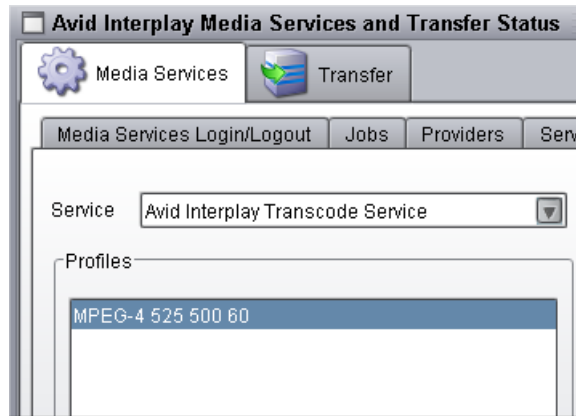 Avid Interplay Media Services and Transfer Status
Media Services Transfer
Media Services Login/Logout Jobs Providers Serv
Service Avid Interplay Transcode Service
Profiles
MPEG-4 525 500 60